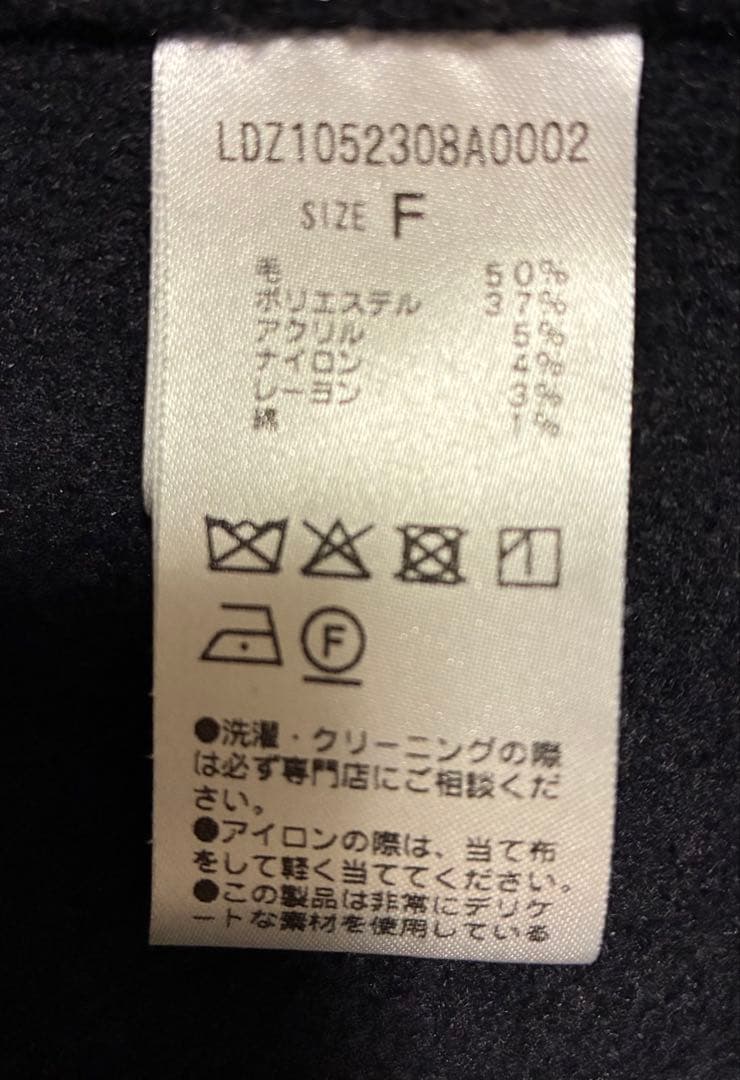 LDZ1052308A0002
SIZE F
毛 50%
ポリエステル 37%
アクリル 5%
ナイロン 4%
レーヨン 3%
綿 1%
F
●洗濯・クリーニングの際
は必ず専門店にご相談くだ
さい。
●アイロンの際は、当て布
をして軽く当ててください。
●この製品は非常にデリケ
ートな素材を使用している